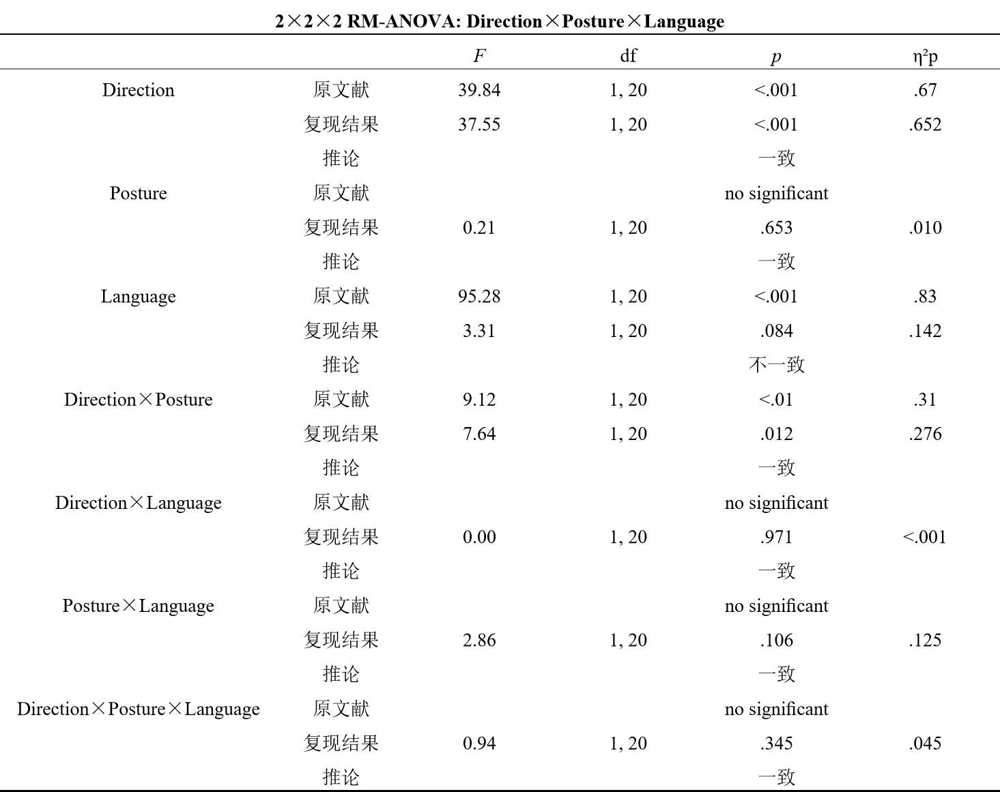 2×2×2 RM-ANOVA: Direction×Posture×Language
F df p η²p
Direction 原文献 39.84 1, 20 <.001 .67
复现结果 37.55 1, 20 <.001 .652
推论 一致
Posture 原文献 no significant
复现结果 0.21 1, 20 .653 .010
推论 一致
Language 原文献 95.28 1, 20 <.001 .83
复现结果 3.31 1, 20 .084 .142
推论 不一致
Direction×Posture 原文献 9.12 1, 20 <.01 .31
复现结果 7.64 1, 20 .012 .276
推论 一致
Direction×Language 原文献 no significant
复现结果 0.00 1, 20 .971 <.001
推论 一致
Posture×Language 原文献 no significant
复现结果 2.86 1, 20 .106 .125
推论 一致
Direction×Posture×Language 原文献 no significant
复现结果 0.94 1, 20 .345 .045
推论 一致